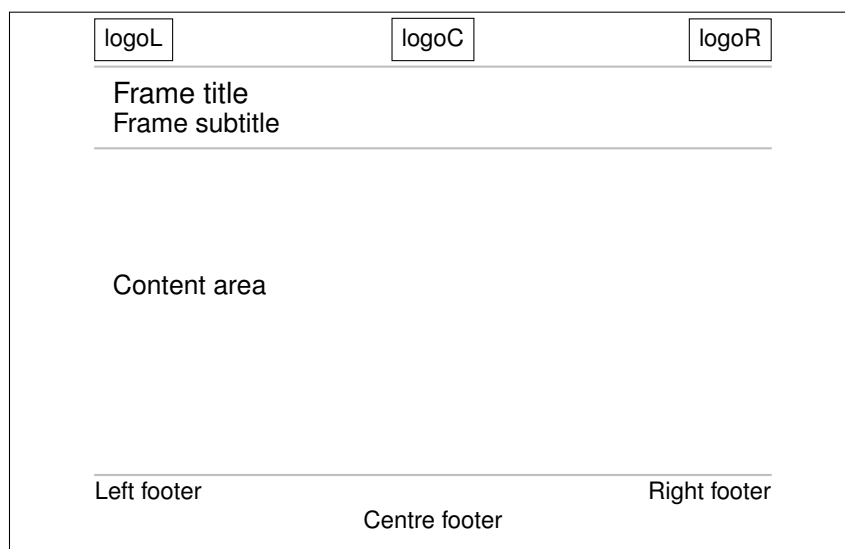 logoL logoC logoR
Frame title
Frame subtitle
Content area
Left footer Right footer
Centre footer